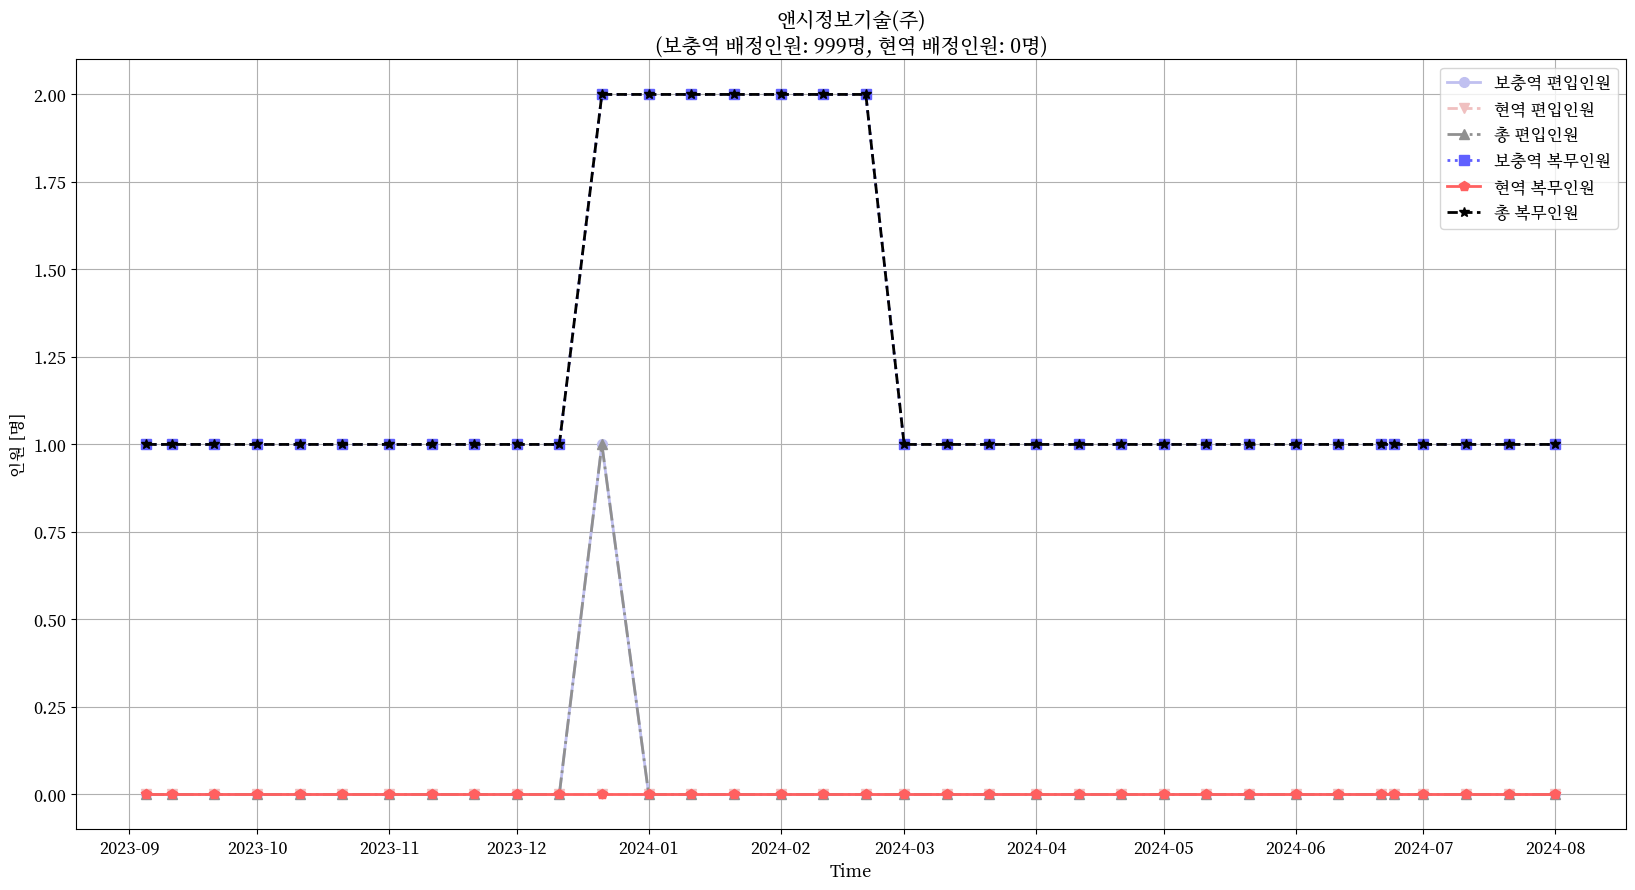 앤시정보기술(주)
(보충역 배정인원: 999명, 현역 배정인원: 0명)
보충역 편입인원
현역 편입인원
총 편입인원
보충역 복무인원
현역 복무인원
총 복무인원
2.00
1.75
1.50
1.25
1.00
0.75
0.50
0.25
0.00
인원 [명]
2023-09 2023-10 2023-11 2023-12 2024-01 2024-02 2024-03 2024-04 2024-05 2024-06 2024-07 2024-08
Time